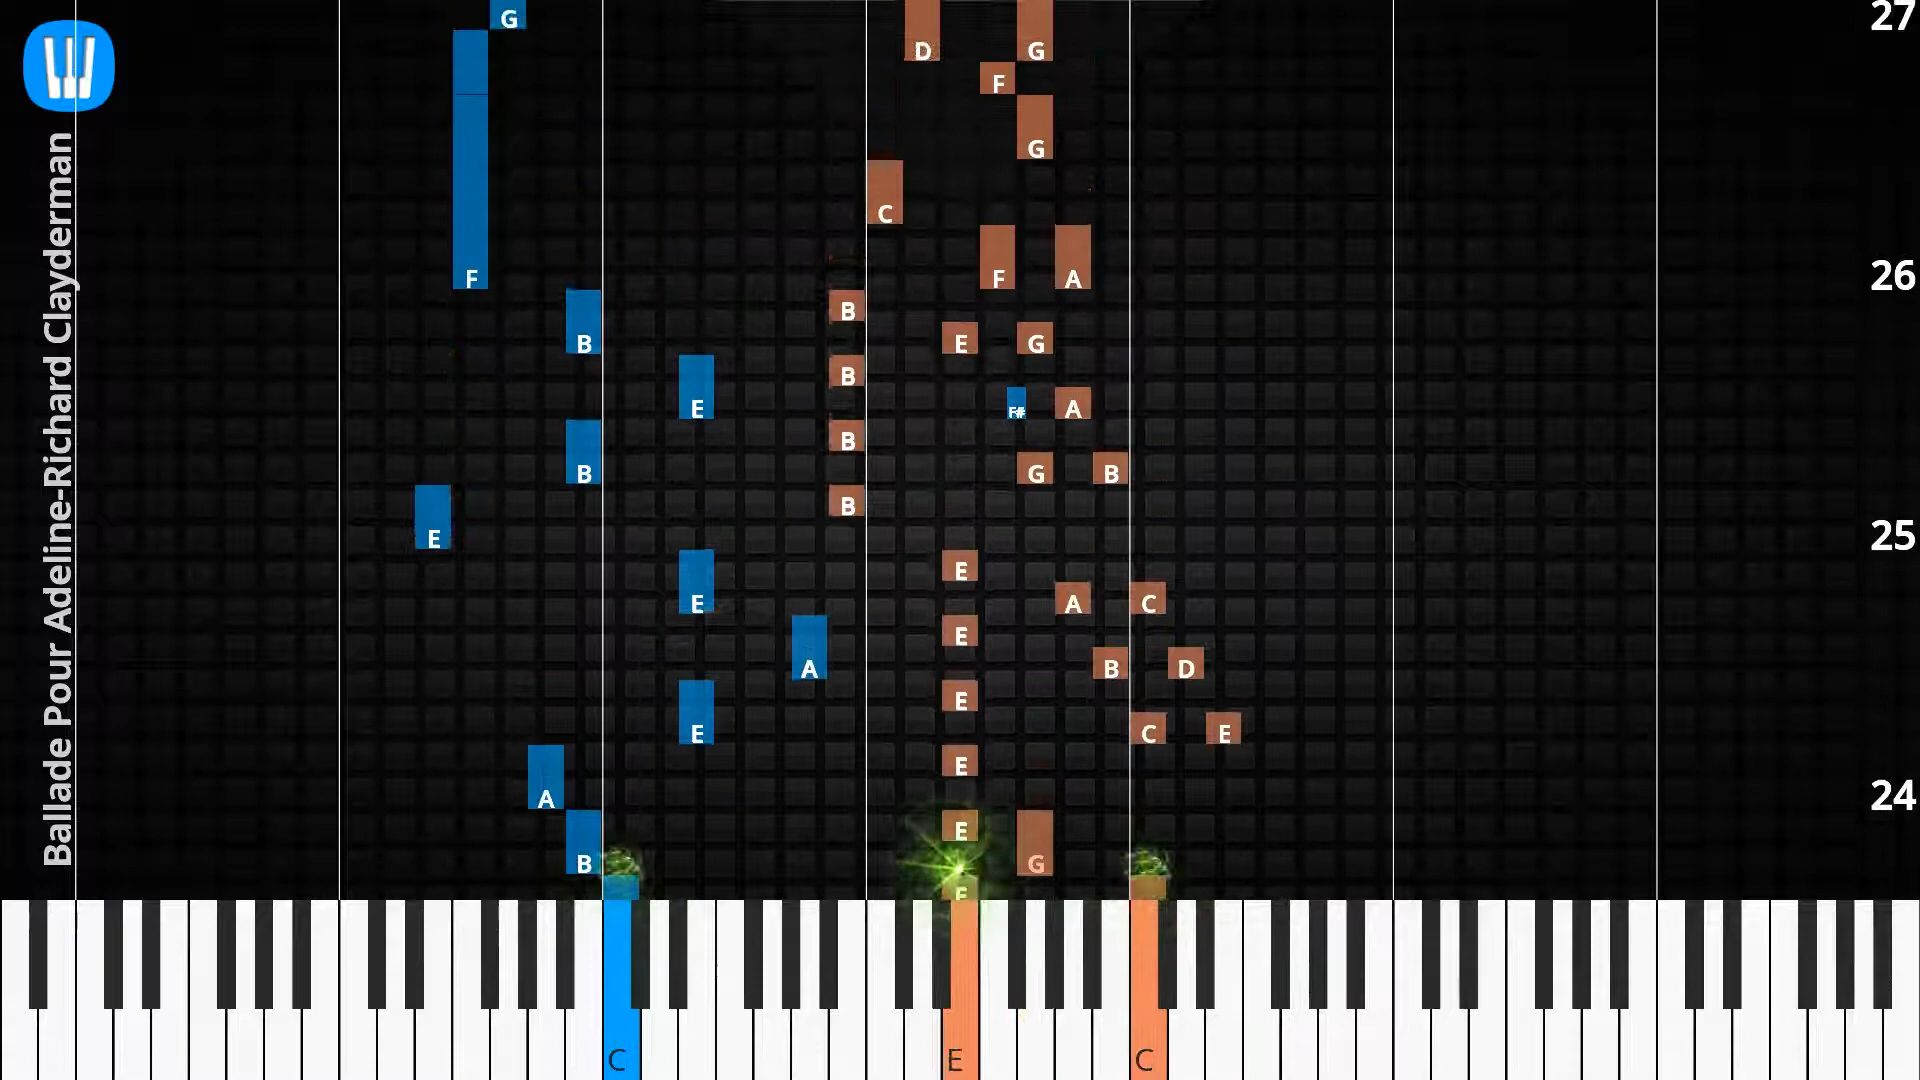 Ballade Pour Adeline-Richard Clayderman
G
27
D G
F
G
C
F F A
26
B
B E G
B
E F# A
B
B G B
B
E
25
E
E A C
E
A B D
E
E C E
E
A
24
E
B G
E
C E C